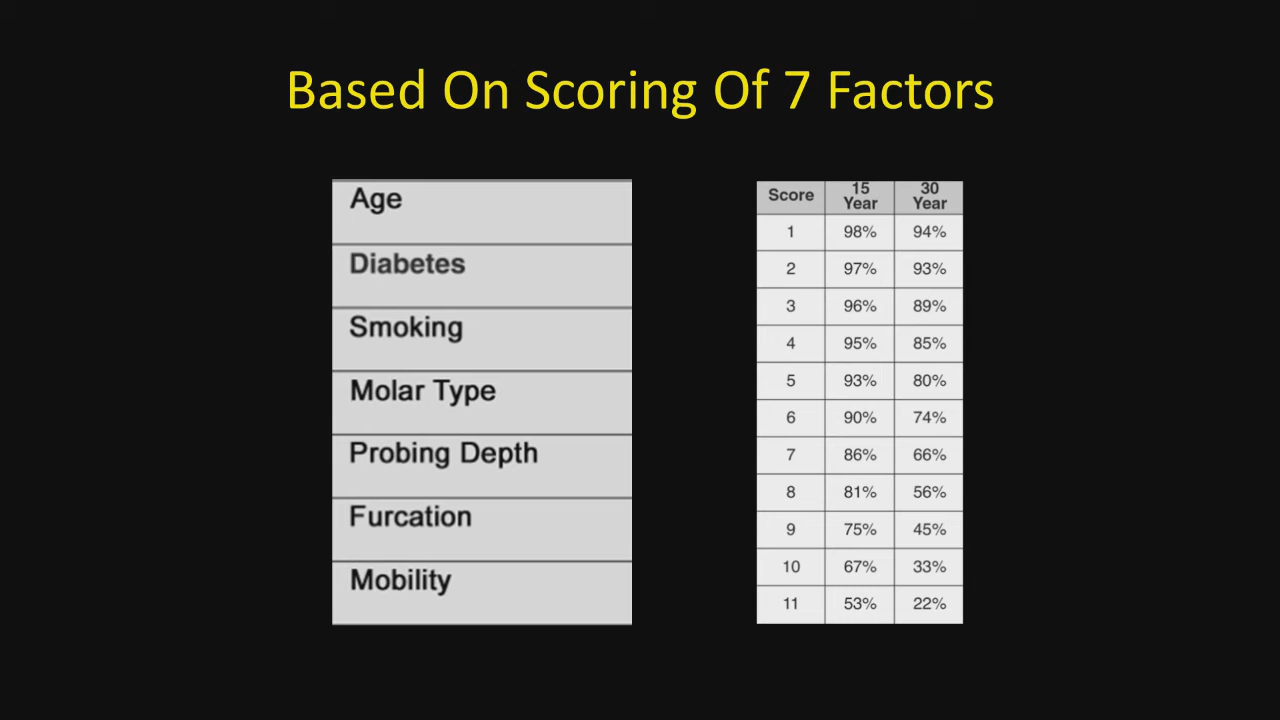 Based On Scoring Of 7 Factors
Age
Diabetes
Smoking
Molar Type
Probing Depth
Furcation
Mobility
Score 15 Year 30 Year
1 98% 94%
2 97% 93%
3 96% 89%
4 95% 85%
5 93% 80%
6 90% 74%
7 86% 66%
8 81% 56%
9 75% 45%
10 67% 33%
11 53% 22%